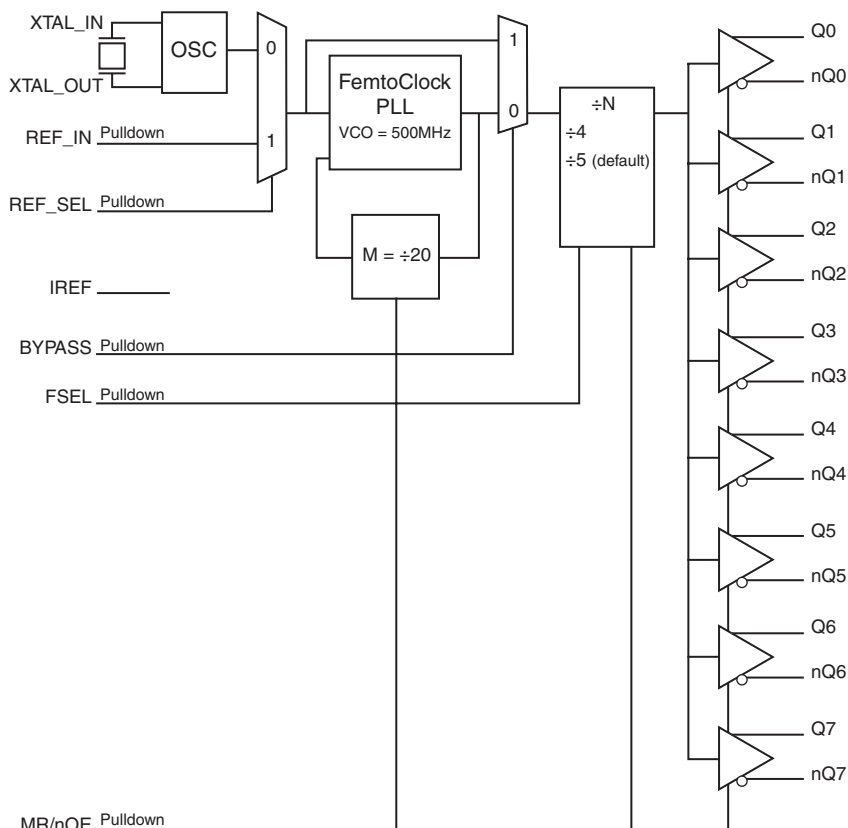 XTAL_IN
OSC
XTAL_OUT
0
1
REF_IN Pulldown
REF_SEL Pulldown
FemtoClock
PLL
VCO = 500MHz
M = ÷20
1
0
÷N
÷4
÷5 (default)
IREF
BYPASS Pulldown
FSEL Pulldown
MR/nOE Pulldown
Q0
nQ0
Q1
nQ1
Q2
nQ2
Q3
nQ3
Q4
nQ4
Q5
nQ5
Q6
nQ6
Q7
nQ7